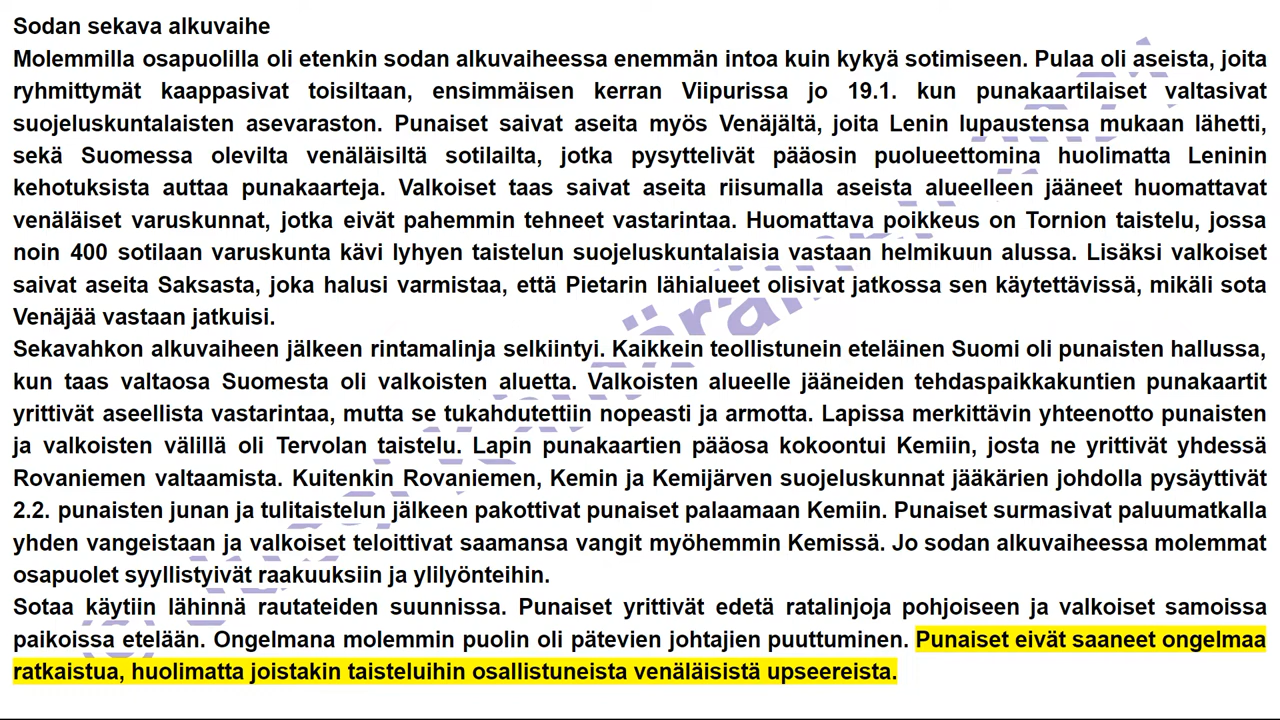 Sodan sekava alkuvaihe
Molemmilla osapuolilla oli etenkin sodan alkuvaiheessa enemmän intoa kuin kykyä sotimiseen. Pulaa oli aseista, joita
ryhmittymät kaappasivat toisiltaan, ensimmäisen kerran Viipurissa jo 19.1. kun punakaartilaiset valtasivat
suojeluskuntalaisten asevaraston. Punaiset saivat aseita myös Venäjältä, joita Lenin lupaustensa mukaan lähetti,
sekä Suomessa olevilta venäläisiltä sotilailta, jotka pysyttelivät pääosin puolueettomina huolimatta Leninin
kehotuksista auttaa punakaarteja. Valkoiset taas saivat aseita riisumalla aseista alueelleen jääneet huomattavat
venäläiset varuskunnat, jotka eivät pahemmin tehneet vastarintaa. Huomattava poikkeus on Tornion taistelu, jossa
noin 400 sotilaan varuskunta kävi lyhyen taistelun suojeluskuntalaisia vastaan helmikuun alussa. Lisäksi valkoiset
saivat aseita Saksasta, joka halusi varmistaa, että Pietarin lähialueet olisivat jatkossa sen käytettävissä, mikäli sota
Venäjää vastaan jatkuisi.
Sekavahkon alkuvaiheen jälkeen rintamalinja selkiintyi. Kaikkein teollistunein eteläinen Suomi oli punaisten hallussa,
kun taas valtaosa Suomesta oli valkoisten aluetta. Valkoisten alueelle jääneiden tehdaspaikkakuntien punakaartit
yrittivät aseellista vastarintaa, mutta se tukahdutettiin nopeasti ja armotta. Lapissa merkittävin yhteenotto punaisten
ja valkoisten välillä oli Tervolan taistelu. Lapin punakaartien pääosa kokoontui Kemiin, josta ne yrittivät yhdessä
Rovaniemen valtaamista. Kuitenkin Rovaniemen, Kemin ja Kemijärven suojeluskunnat jääkärien johdolla pysäyttivät
2.2. punaisten junan ja tulitaistelun jälkeen pakottivat punaiset palaamaan Kemiin. Punaiset surmasivat paluumatkalla
yhden vangeistaan ja valkoiset teloittivat saamansa vangit myöhemmin Kemissä. Jo sodan alkuvaiheessa molemmat
osapuolet syyllistyivät raakuuksiin ja ylilyönteihin.
Sotaa käytiin lähinnä rautateiden suunnissa. Punaiset yrittivät edetä ratalinjoja pohjoiseen ja valkoiset samoissa
paikoissa etelään. Ongelmana molemmin puolin oli pätevien johtajien puuttuminen. Punaiset eivät saaneet ongelmaa
ratkaistua, huolimatta joistakin taisteluihin osallistuneista venäläisistä upseereista.